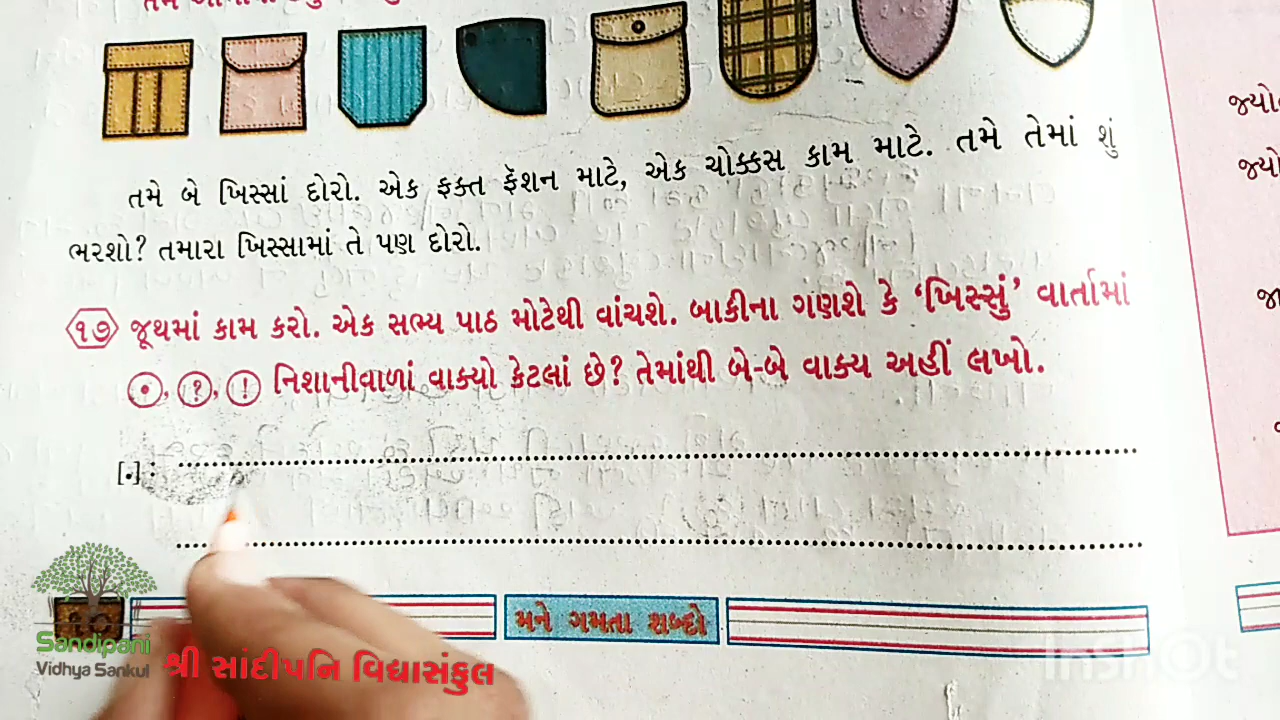 તમે બે ખિસ્સાં દોરો. એક ફક્ત ફૅશન માટે, એક ચોક્કસ કામ માટે. તમે તેમાં શું
ભરશો? તમારા ખિસ્સામાં તે પણ દોરો.
૧૭ જૂથમાં કામ કરો. એક સભ્ય પાઠ મોટેથી વાંચશે. બાકીના ગણશે કે ‘ખિસ્સું’ વાર્તામાં
(.), (?), (!) નિશાનીવાળાં વાક્યો કેટલાં છે? તેમાંથી બે-બે વાક્ય અહીં લખો.
[.] :
મને ગમતા શબ્દો
Sandipani
Vidhya Sankul
શ્રી સાંદીપનિ વિદ્યાસંકુલ
InShot
જ્યો
જ્યો